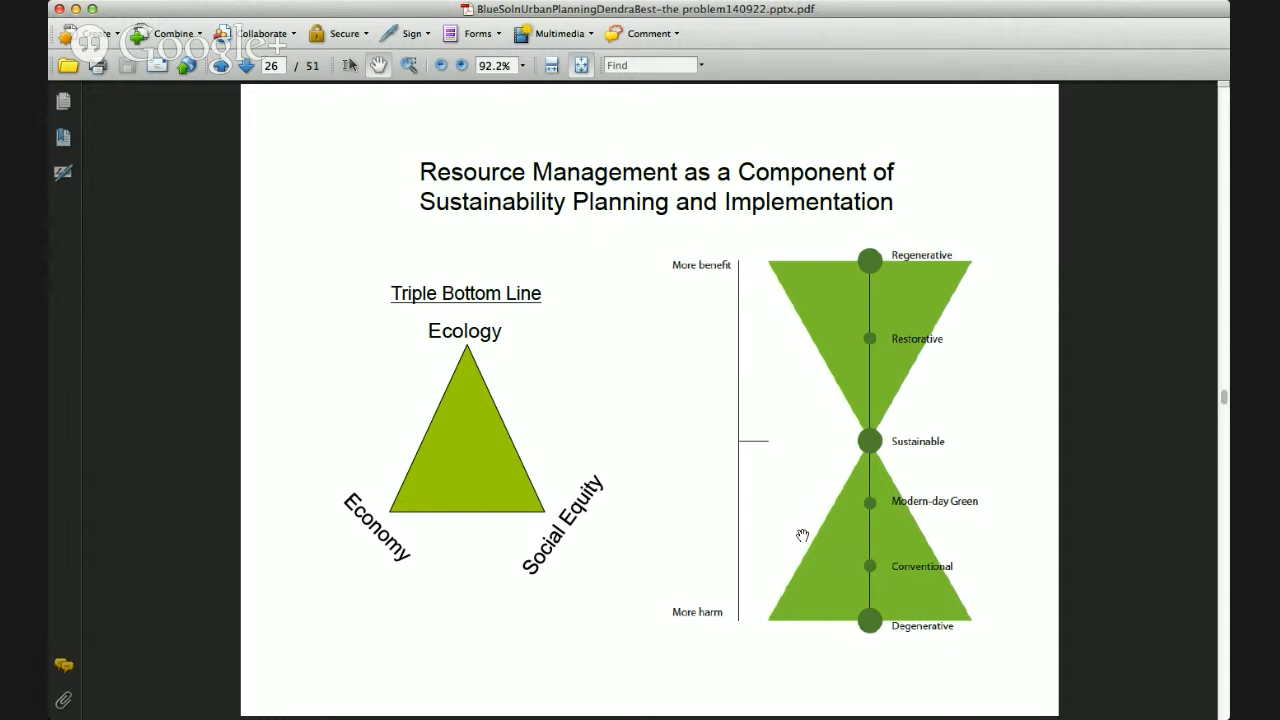 BlueSolnUrbanPlanningDendraBest-the problem140922.pptx.pdf
Create Combine Collaborate Secure Sign Forms Multimedia Comment
Google+
26 / 51 92.2% Find
Resource Management as a Component of
Sustainability Planning and Implementation
Triple Bottom Line
Ecology
Economy
Social Equity
More benefit
More harm
Regenerative
Restorative
Sustainable
Modern-day Green
Conventional
Degenerative